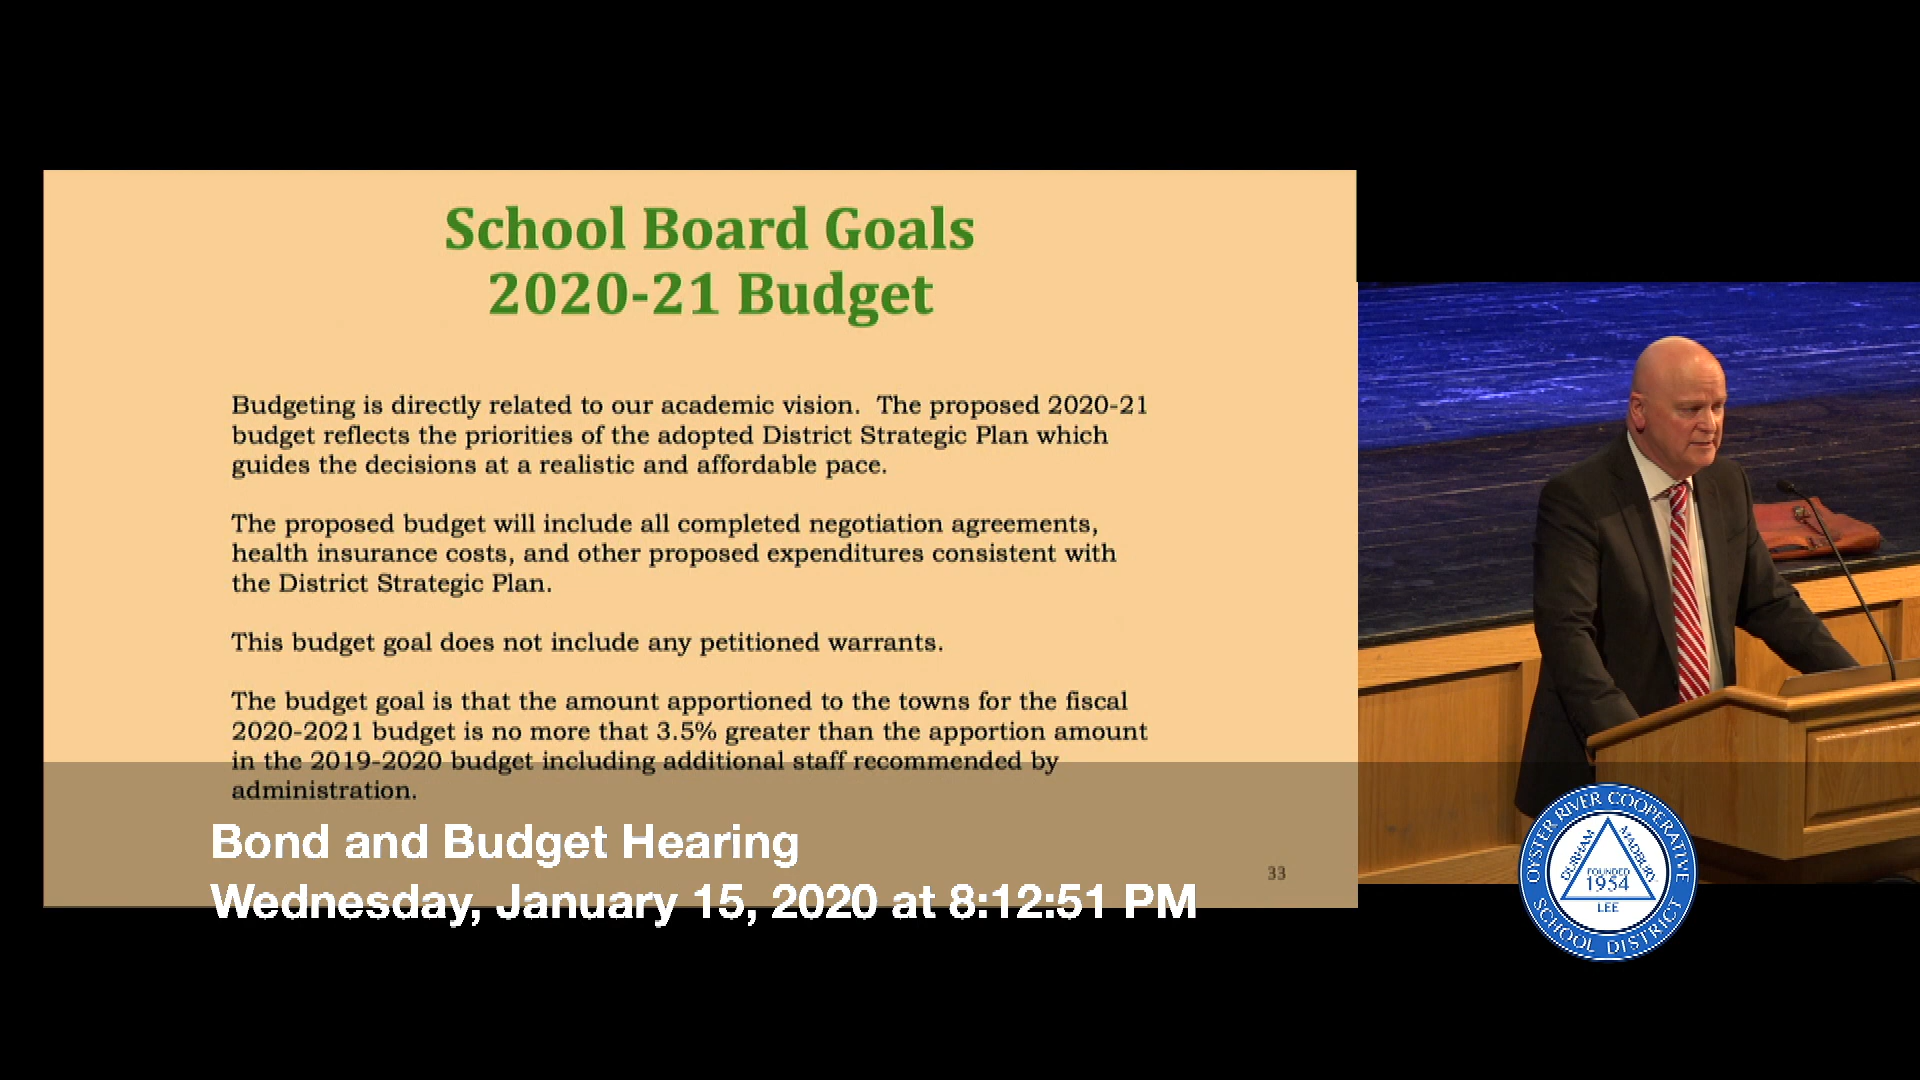 School Board Goals
2020-21 Budget
Budgeting is directly related to our academic vision.  The proposed 2020-21
budget reflects the priorities of the adopted District Strategic Plan which
guides the decisions at a realistic and affordable pace.
The proposed budget will include all completed negotiation agreements,
health insurance costs, and other proposed expenditures consistent with
the District Strategic Plan.
This budget goal does not include any petitioned warrants.
The budget goal is that the amount apportioned to the towns for the fiscal
2020-2021 budget is no more that 3.5% greater than the apportion amount
in the 2019-2020 budget including additional staff recommended by
administration.
33
Bond and Budget Hearing
Wednesday, January 15, 2020 at 8:12:51 PM
OYSTER RIVER COOPERATIVE
DURHAM
MADBURY
FOUNDED
1954
LEE
SCHOOL DISTRICT